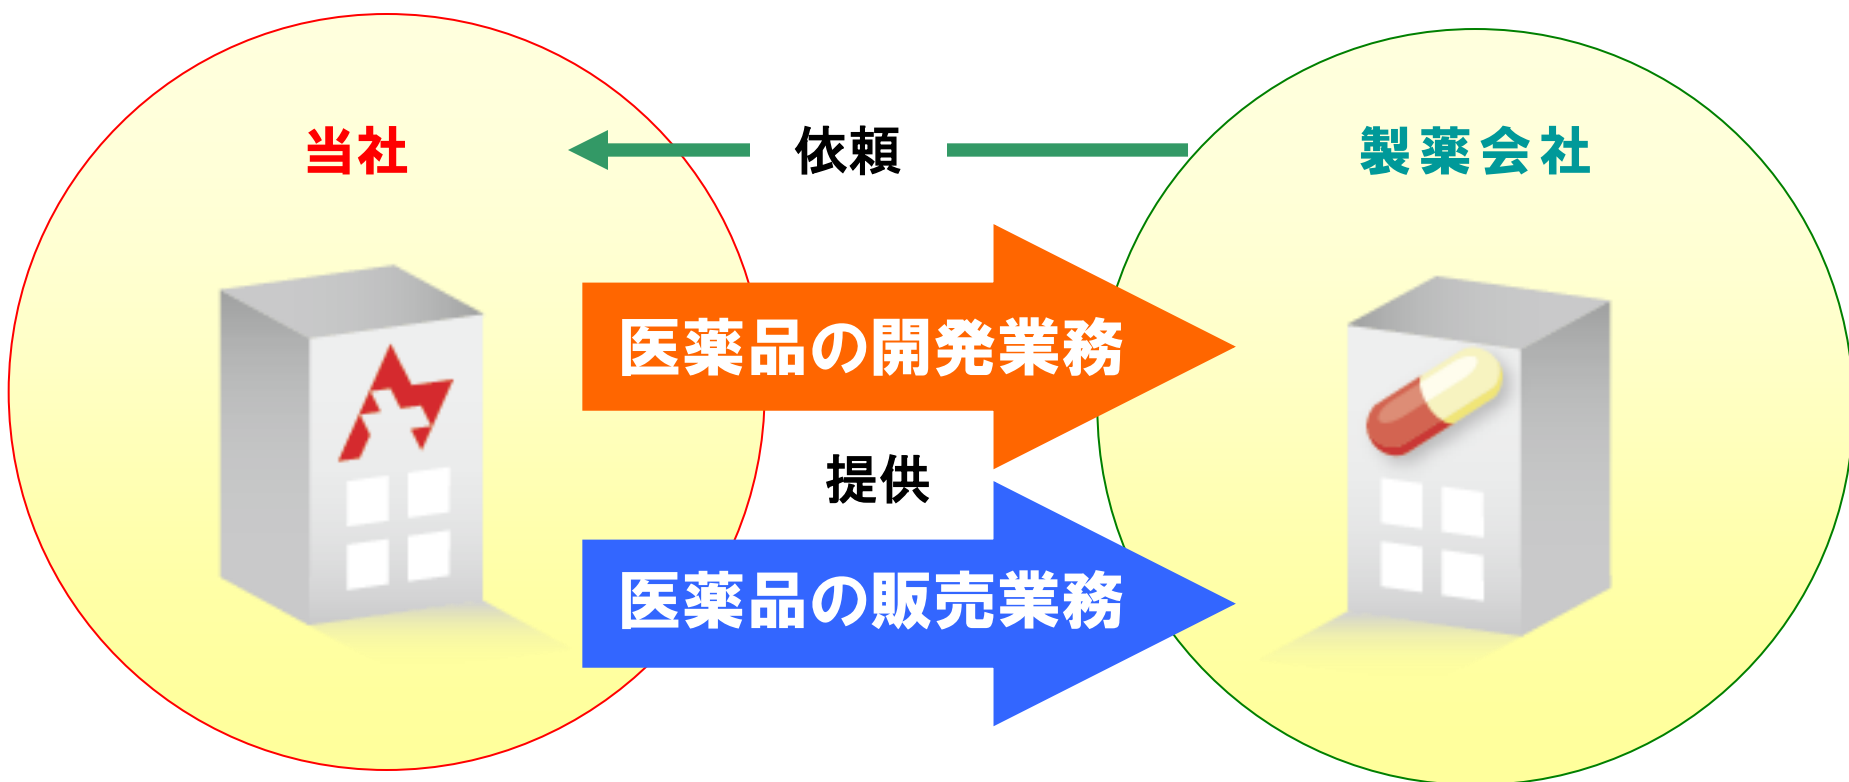 当社
依頼
製薬会社
医薬品の開発業務
提供
医薬品の販売業務